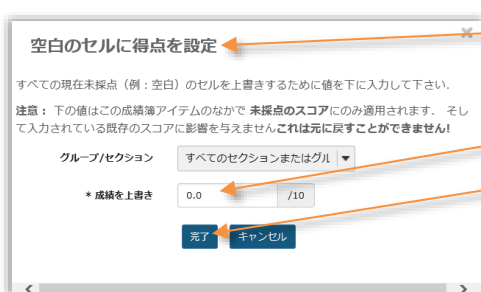 空白のセルに得点を設定
すべての現在未採点（例：空白）のセルを上書きするために値を下に入力して下さい.
注意： 下の値はこの成績簿アイテムのなかで 未採点のスコアにのみ適用されます. そし
て入力されている既存のスコアに影響を与えませんこれは元に戻すことができません!
グループ/セクション すべてのセクションまたはグル
* 成績を上書き 0.0 /10
完了 キャンセル